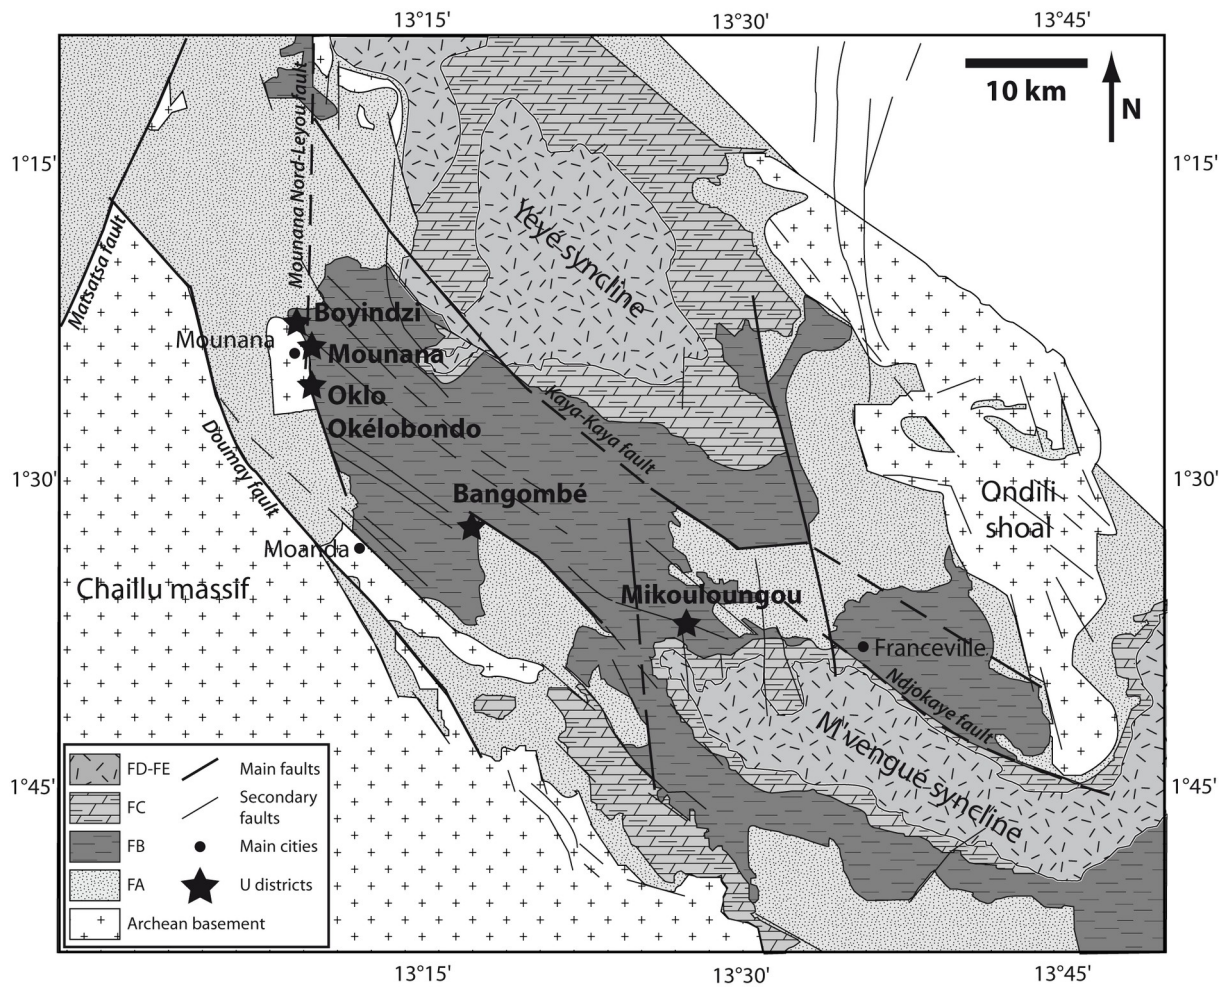 13°15'
13°30'
13°45'
10 km
N
1°15'
1°15'
Mounana Nord-Leyou fault
Yéyé syncline
Matsatsa fault
Boyindzi
Mounana
Mounana
Oklo
Okélobondo
Kaya-Kaya fault
Doumay fault
1°30'
1°30'
Bangombé
Ondili
shoal
Moanda
Chaillu massif
Mikouloungou
Franceville
Ndjokaye fault
M'vengué syncline
1°45'
1°45'
FD-FE
Main faults
FC
Secondary
faults
FB
Main cities
FA
U districts
Archean basement
13°15'
13°30'
13°45'